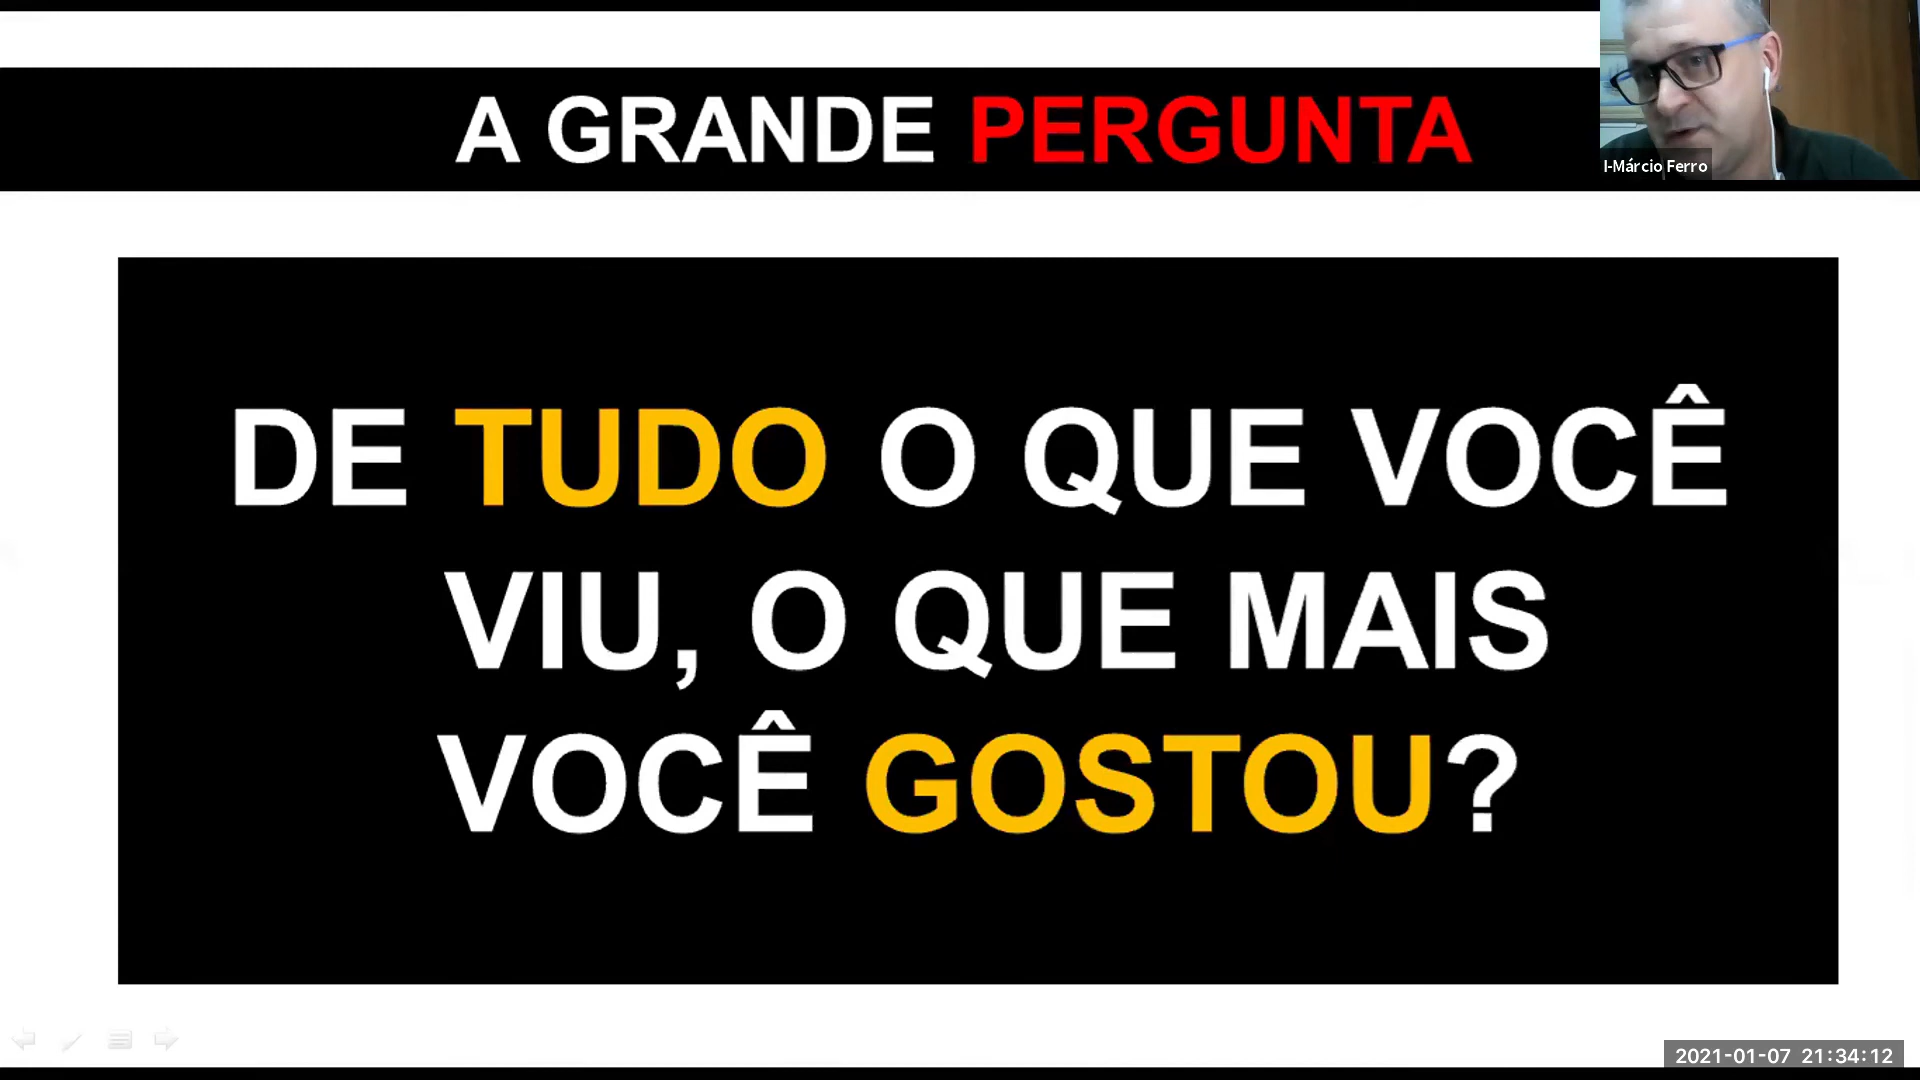 A GRANDE PERGUNTA
I-Márcio Ferro
DE TUDO O QUE VOCÊ
VIU, O QUE MAIS
VOCÊ GOSTOU?
2021-01-07 21:34:12